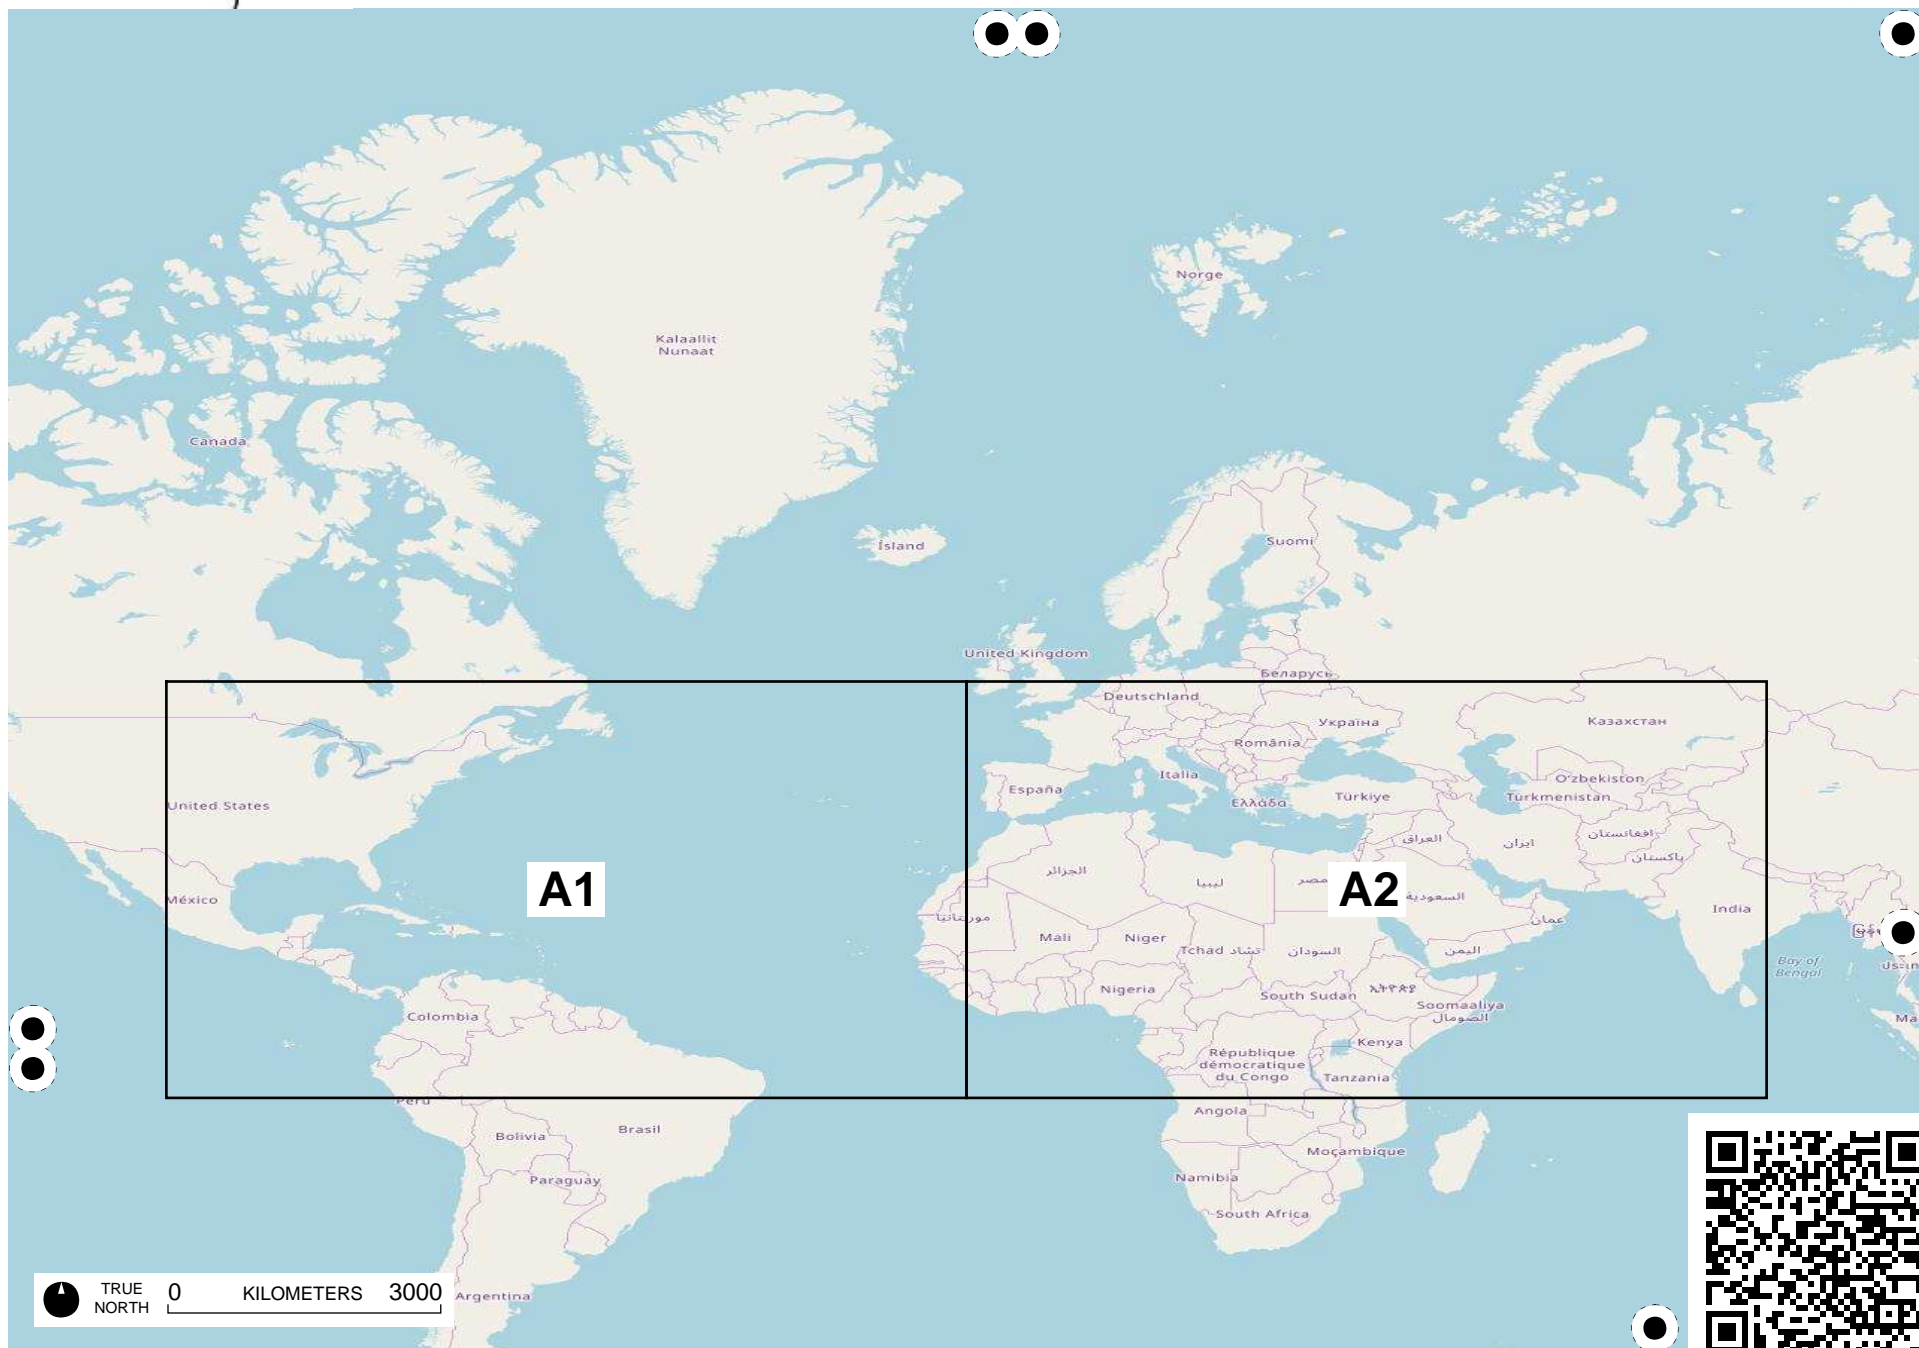 Norge
Kalaallit
Nunaat
Canada
Ísland
Suomi
United Kingdom
Беларусь
Deutschland
Україна
Казахстан
România
Italia
O'zbekiston
España
Türkiye
Türkmenistan
Ελλάδα
United States
العراق
ایران
افغانستان
پاکستان
الجزائر
ليبيا
مصر
A1
A2
السعودية
México
India
موريتانيا
عمان
Mali
Niger
Tchad تشاد
السودان
اليمن
Bay of
Bengal
Nigeria
South Sudan
ኢትዮጵያ
Soomaaliya
الصومال
Colombia
Kenya
République
démocratique
du Congo
Tanzania
Perú
Angola
Brasil
Bolivia
Moçambique
Paraguay
Namibia
South Africa
TRUE
NORTH
0 KILOMETERS 3000
Argentina